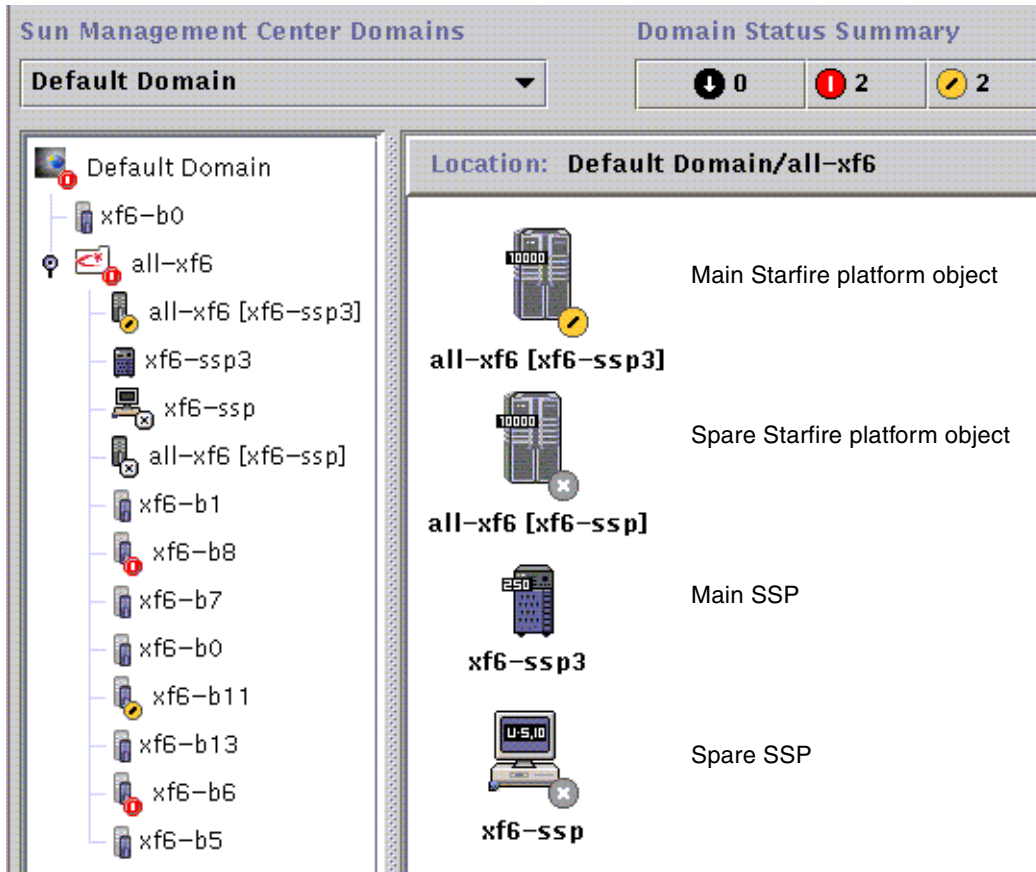 Sun Management Center Domains
Domain Status Summary
Default Domain
0
2
2
Default Domain
xf6-b0
all-xf6
all-xf6 [xf6-ssp3]
xf6-ssp3
xf6-ssp
all-xf6 [xf6-ssp]
xf6-b1
xf6-b8
xf6-b7
xf6-b0
xf6-b11
xf6-b13
xf6-b6
xf6-b5
Location: Default Domain/all-xf6
10000
Main Starfire platform object
all-xf6 [xf6-ssp3]
10000
Spare Starfire platform object
all-xf6 [xf6-ssp]
250
Main SSP
xf6-ssp3
U-5,10
Spare SSP
xf6-ssp